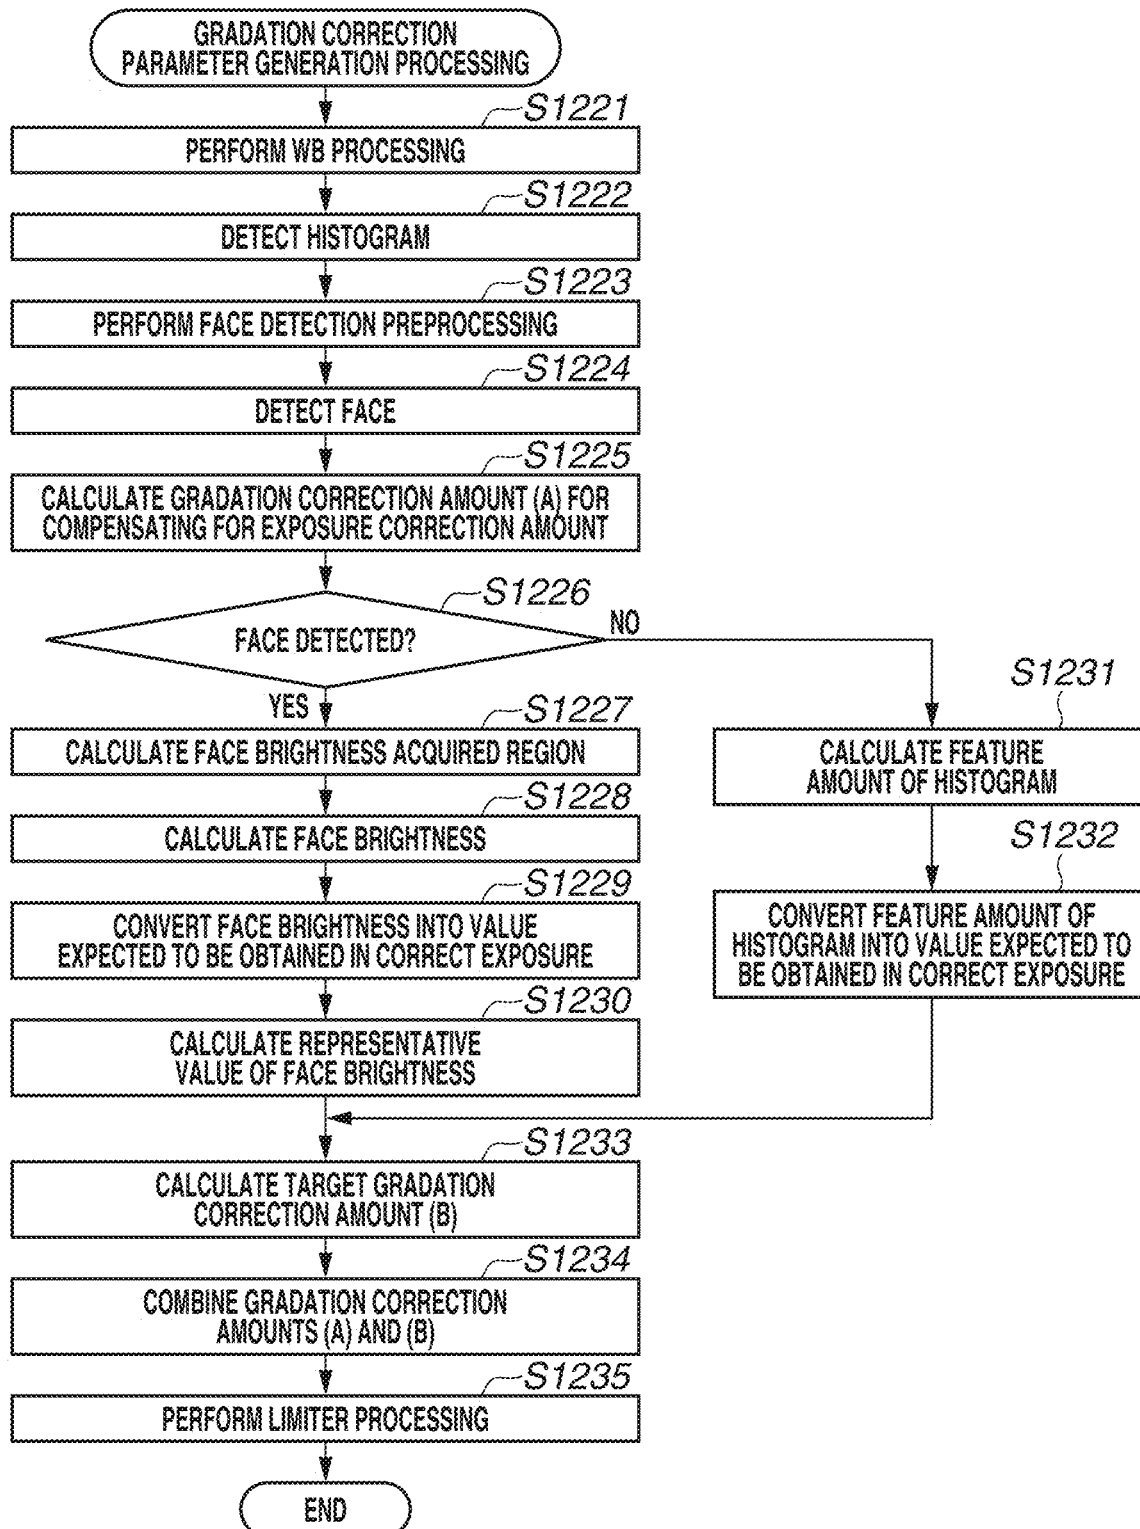 GRADATION CORRECTION
PARAMETER GENERATION PROCESSING
S1221
PERFORM WB PROCESSING
S1222
DETECT HISTOGRAM
S1223
PERFORM FACE DETECTION PREPROCESSING
S1224
DETECT FACE
S1225
CALCULATE GRADATION CORRECTION AMOUNT (A) FOR
COMPENSATING FOR EXPOSURE CORRECTION AMOUNT
S1226
FACE DETECTED?
NO
YES
S1227
CALCULATE FACE BRIGHTNESS ACQUIRED REGION
S1228
CALCULATE FACE BRIGHTNESS
S1229
CONVERT FACE BRIGHTNESS INTO VALUE
EXPECTED TO BE OBTAINED IN CORRECT EXPOSURE
S1230
CALCULATE REPRESENTATIVE
VALUE OF FACE BRIGHTNESS
S1231
CALCULATE FEATURE
AMOUNT OF HISTOGRAM
S1232
CONVERT FEATURE AMOUNT OF
HISTOGRAM INTO VALUE EXPECTED TO
BE OBTAINED IN CORRECT EXPOSURE
S1233
CALCULATE TARGET GRADATION
CORRECTION AMOUNT (B)
S1234
COMBINE GRADATION CORRECTION
AMOUNTS (A) AND (B)
S1235
PERFORM LIMITER PROCESSING
END